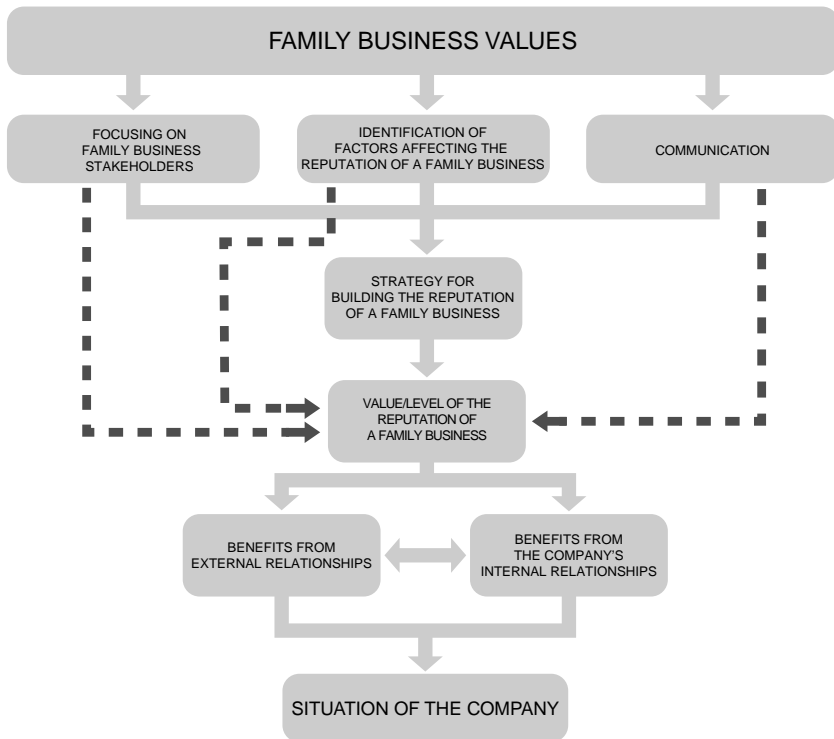 FAMILY BUSINESS VALUES
FOCUSING ON
FAMILY BUSINESS
STAKEHOLDERS
IDENTIFICATION OF
FACTORS AFFECTING THE
REPUTATION OF A FAMILY BUSINESS
COMMUNICATION
STRATEGY FOR
BUILDING THE REPUTATION
OF A FAMILY BUSINESS
VALUE/LEVEL OF THE
REPUTATION OF
A FAMILY BUSINESS
BENEFITS FROM
EXTERNAL RELATIONSHIPS
BENEFITS FROM
THE COMPANY'S
INTERNAL RELATIONSHIPS
SITUATION OF THE COMPANY